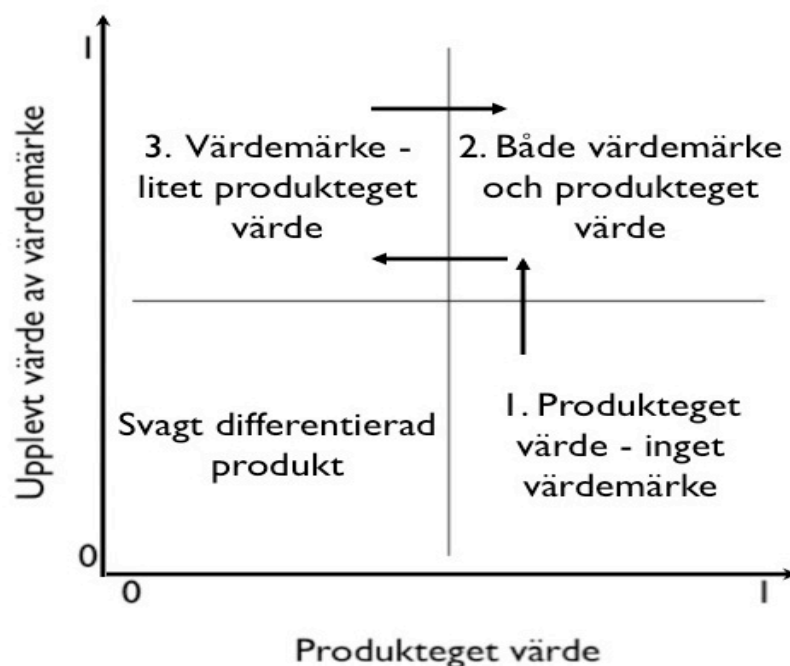 Upplevt värde av värdemärke
1
3. Värdemärke -
litet produkteget
värde
2. Både värdemärke
och produkteget
värde
Svagt differentierad
produkt
1. Produkteget
värde - inget
värdemärke
0
0
1
Produkteget värde